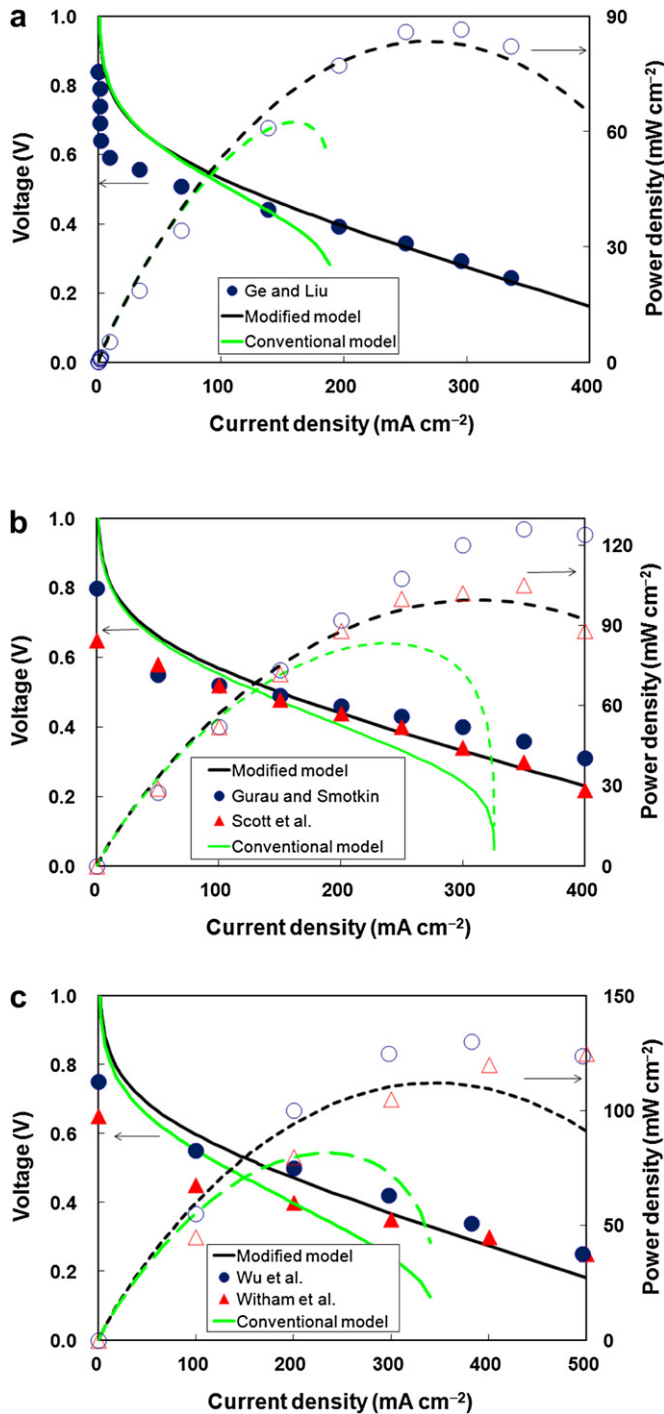 a
1.0
0.8
0.6
0.4
0.2
0.0
Voltage (V)
90
60
30
0
Power density (mW cm⁻²)
Ge and Liu
Modified model
Conventional model
0 100 200 300 400
Current density (mA cm⁻²)
b
1.0
0.8
0.6
0.4
0.2
0.0
Voltage (V)
120
90
60
30
0
Power density (mW cm⁻²)
Modified model
Gurau and Smotkin
Scott et al.
Conventional model
0 100 200 300 400
Current density (mA cm⁻²)
c
1.0
0.8
0.6
0.4
0.2
0.0
Voltage (V)
150
100
50
0
Power density (mW cm⁻²)
Modified model
Wu et al.
Witham et al.
Conventional model
0 100 200 300 400 500
Current density (mA cm⁻²)